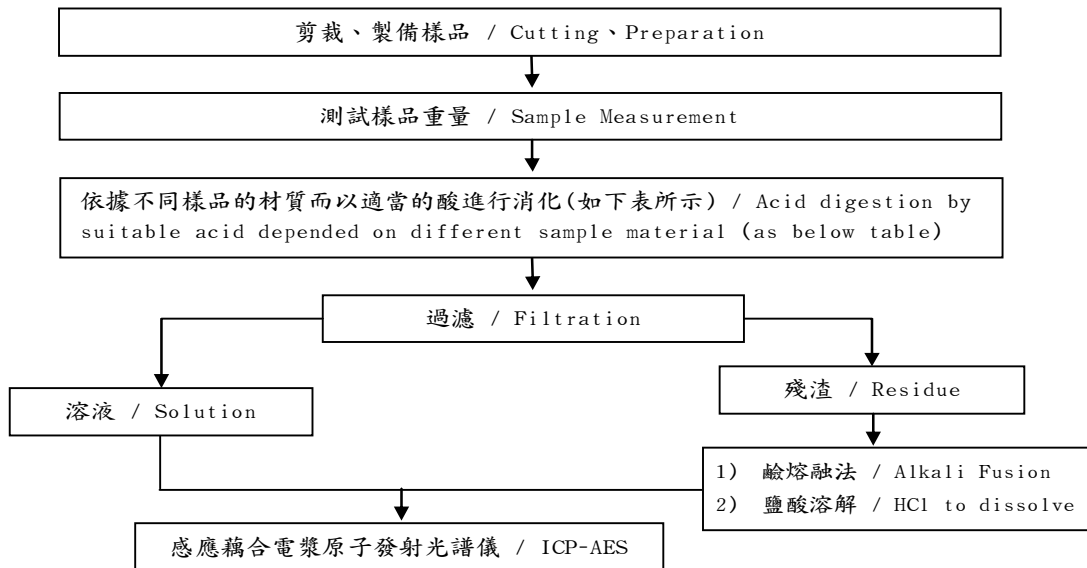 剪裁、製備樣品 / Cutting、Preparation
測試樣品重量 / Sample Measurement
依據不同樣品的材質而以適當的酸進行消化(如下表所示) / Acid digestion by
suitable acid depended on different sample material (as below table)
過濾 / Filtration
溶液 / Solution
殘渣 / Residue
1) 鹼熔融法 / Alkali Fusion
2) 鹽酸溶解 / HCl to dissolve
感應藕合電漿原子發射光譜儀 / ICP-AES